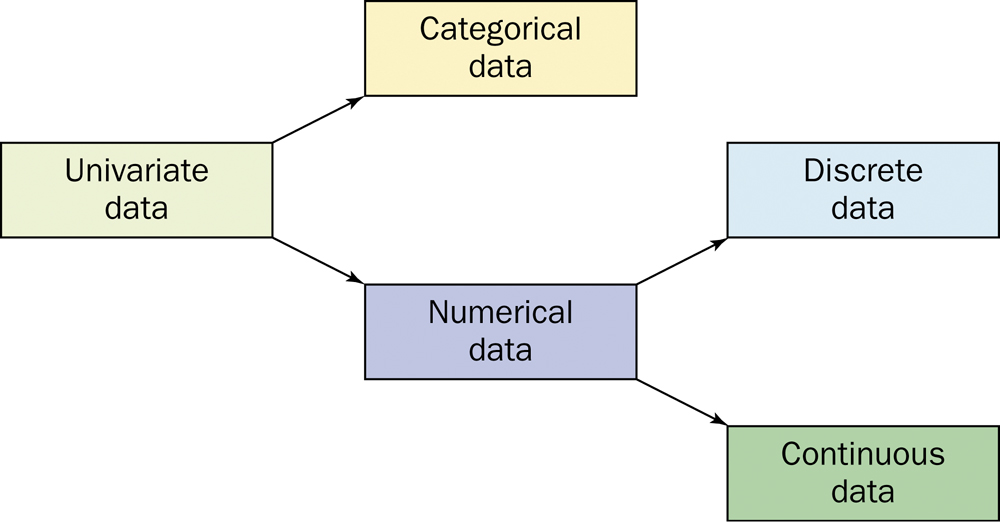 Categorical
data
Univariate
data
Discrete
data
Numerical
data
Continuous
data